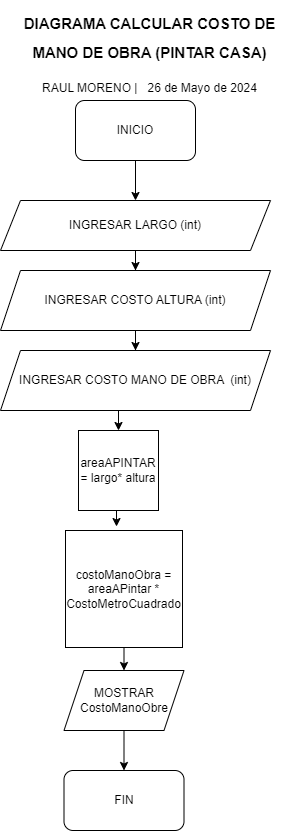 DIAGRAMA CALCULAR COSTO DE
MANO DE OBRA (PINTAR CASA)
RAUL MORENO | 26 de Mayo de 2024
INICIO
INGRESAR LARGO (int)
INGRESAR COSTO ALTURA (int)
INGRESAR COSTO MANO DE OBRA (int)
areaAPINTAR
= largo* altura
costoManoObra =
areaAPintar *
CostoMetroCuadrado
MOSTRAR
CostoManoObre
FIN